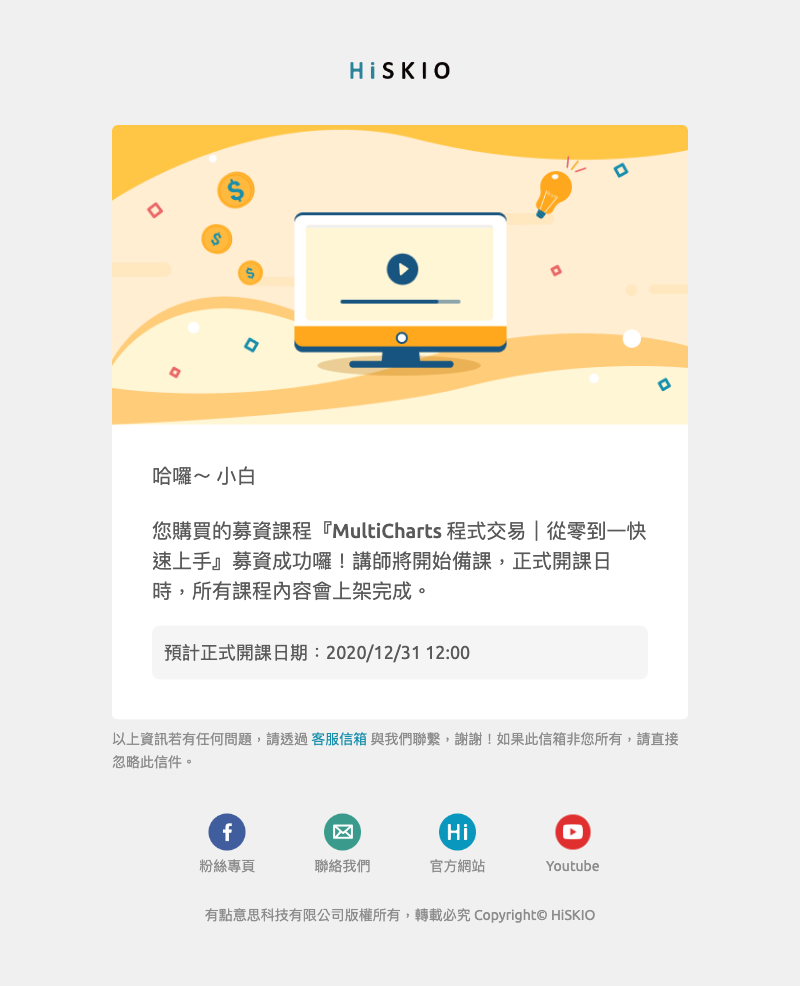 HiSKIO
$
$
$
哈囉～ 小白
您購買的募資課程『MultiCharts 程式交易｜從零到一快
速上手』募資成功囉！講師將開始備課，正式開課日
時，所有課程內容會上架完成。
預計正式開課日期：2020/12/31 12:00
以上資訊若有任何問題，請透過 客服信箱 與我們聯繫，謝謝！如果此信箱非您所有，請直接
忽略此信件。
f
Hi
粉絲專頁
聯絡我們
官方網站
Youtube
有點意思科技有限公司版權所有，轉載必究 Copyright© HiSKIO